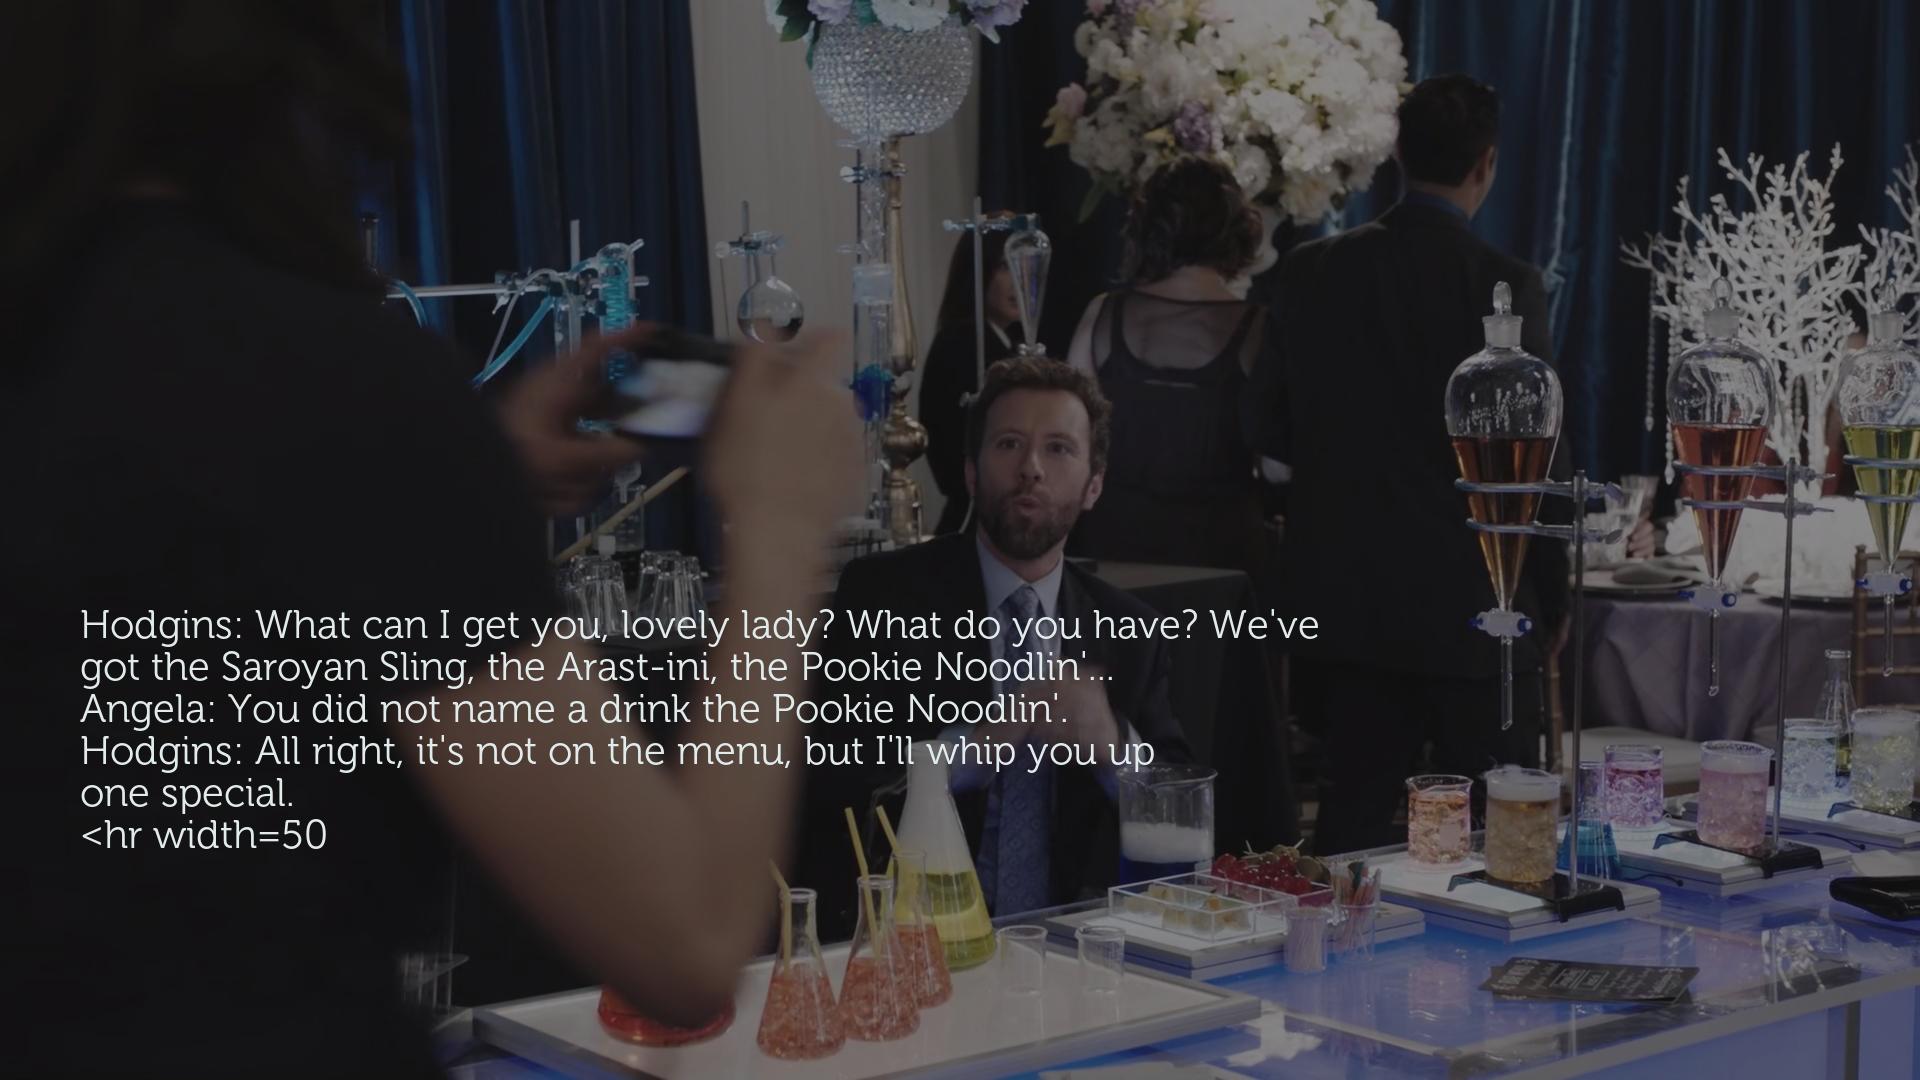 Hodgins: What can I get you, lovely lady? What do you have? We've
got the Saroyan Sling, the Arast-ini, the Pookie Noodlin'...
Angela: You did not name a drink the Pookie Noodlin'.
Hodgins: All right, it's not on the menu, but I'll whip you up
one special.
<hr width=50